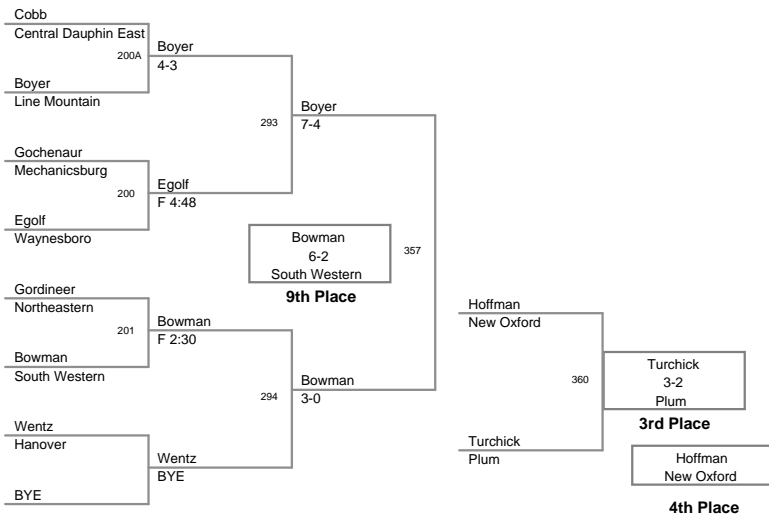 Cobb
Central Dauphin East
200A
Boyer
4-3
Boyer
Line Mountain
293
Boyer
7-4
Gochenaur
Mechanicsburg
200
Egolf
F 4:48
Egolf
Waynesboro
Bowman
6-2
South Western
9th Place
357
Gordineer
Northeastern
201
Bowman
F 2:30
Bowman
South Western
294
Bowman
3-0
Wentz
Hanover
Wentz
BYE
BYE
Hoffman
New Oxford
360
Turchick
3-2
Plum
3rd Place
Turchick
Plum
Hoffman
New Oxford
4th Place